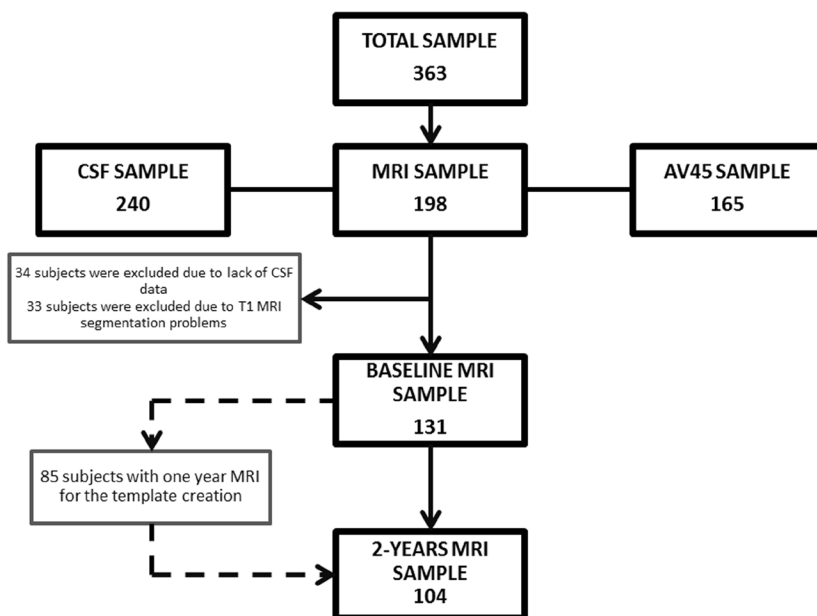 TOTAL SAMPLE
363
CSF SAMPLE
240
MRI SAMPLE
198
AV45 SAMPLE
165
34 subjects were excluded due to lack of CSF
data
33 subjects were excluded due to T1 MRI
segmentation problems
BASELINE MRI
SAMPLE
131
85 subjects with one year MRI
for the template creation
2-YEARS MRI
SAMPLE
104